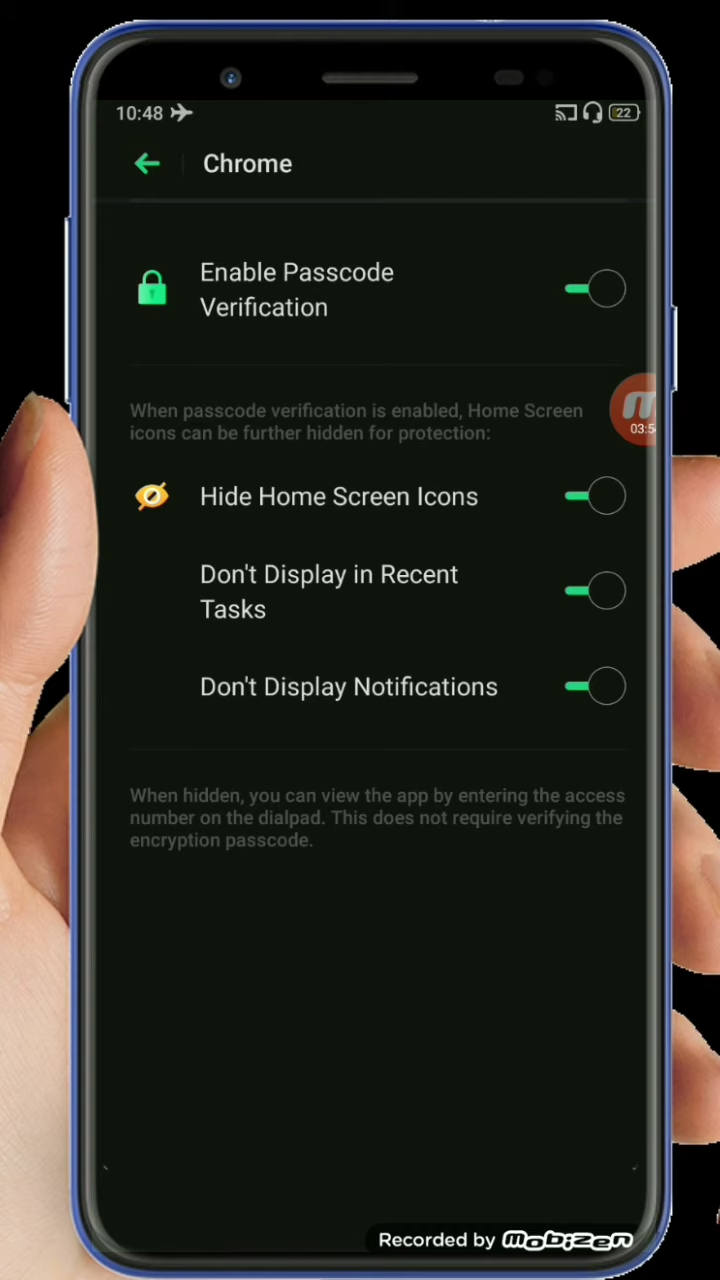 10:48
22
Chrome
Enable Passcode
Verification
When passcode verification is enabled, Home Screen
icons can be further hidden for protection:
03:5
Hide Home Screen Icons
Don't Display in Recent
Tasks
Don't Display Notifications
When hidden, you can view the app by entering the access
number on the dialpad. This does not require verifying the
encryption passcode.
Recorded by mobizen